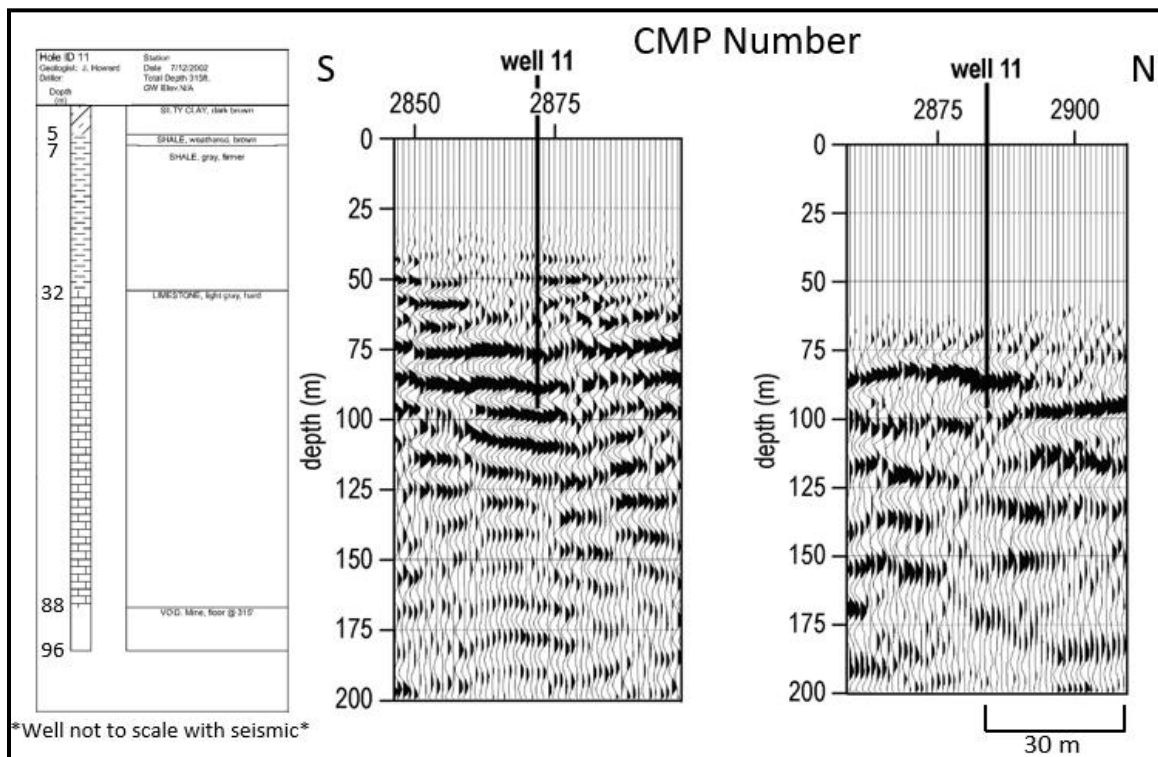 CMP Number
Hole ID 11
Geologist: J. Howard
Driller:
Station
Date 7/12/2002
Total Depth 315ft.
GW Elev.N/A
Depth
(m)
SILTY CLAY, dark brown
5
SHALE, weathered, brown
7
SHALE, gray, firmer
32
LIMESTONE, light gray, hard
88
VOID. Mine, floor @ 315'
96
*Well not to scale with seismic*
S
well 11
2850 2875
0
25
50
75
100
125
150
175
200
depth (m)
well 11
N
2875 2900
0
25
50
75
100
125
150
175
200
depth (m)
30 m